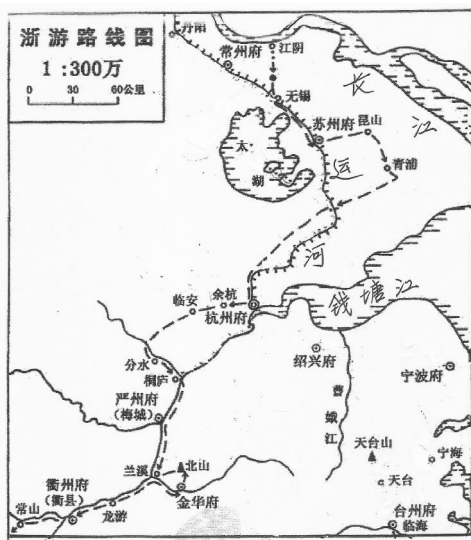 浙游路线图
1:300万
0 30 60公里
丹阳
常州府
江阴
长
江
无锡
苏州府
昆山
太
湖
运
青浦
河
临安
余杭
杭州府
钱塘江
分水
桐庐
绍兴府
曹
娥
江
宁波府
严州府
(梅城)
天台山
宁海
兰溪
北山
天台
衢州府
(衢县)
金华府
常山
龙游
台州府
临海